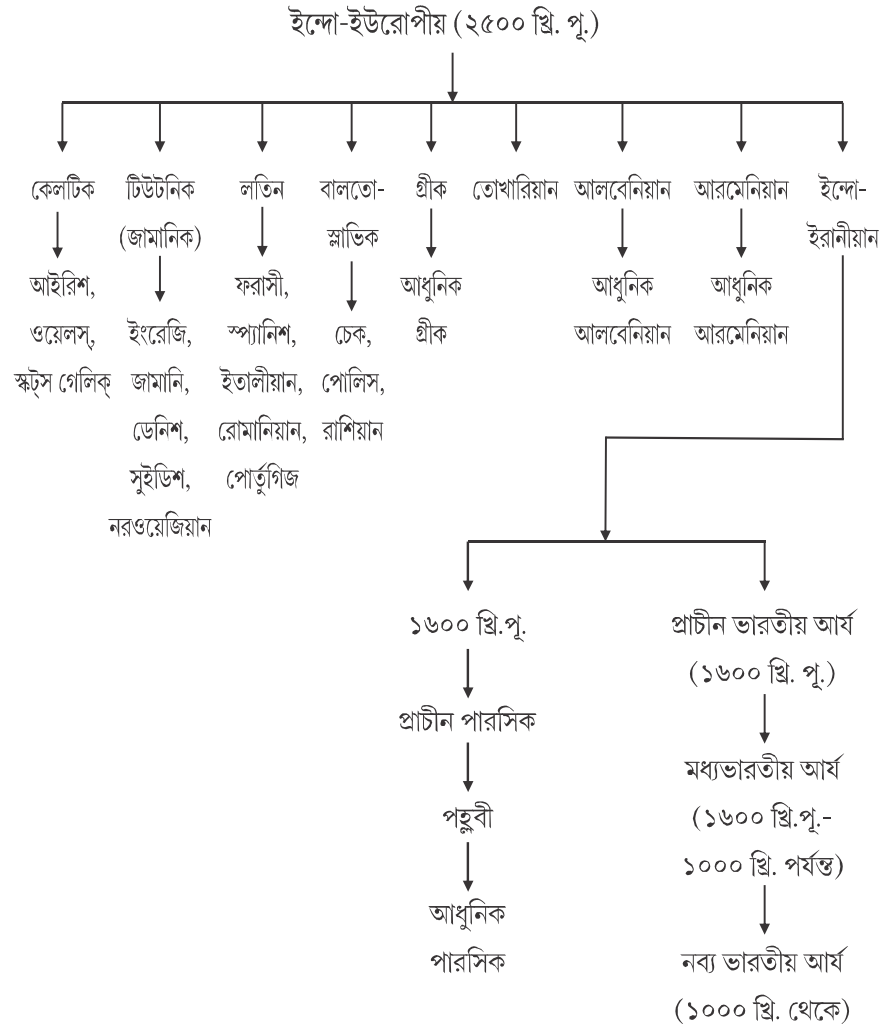 ইন্দো-ইউরোপীয় (২৫০০ খ্রি. পূ.)
কেলটিক
টিউটনিক
(জার্মানিক)
লতিন
বালতো-
স্লাভিক
গ্রীক
তোখারিয়ান
আলবেনিয়ান
আরমেনিয়ান
ইন্দো-
ইরানীয়ান
আইরিশ,
ওয়েলস্,
স্কট্স গেলিক্
ইংরেজি,
জার্মানি,
ডেনিশ,
সুইডিশ,
নরওয়েজিয়ান
ফরাসী,
স্প্যানিশ,
ইতালীয়ান,
রোমানিয়ান,
পোর্তুগিজ
চেক,
পোলিস,
রাশিয়ান
আধুনিক
গ্রীক
আধুনিক
আলবেনিয়ান
আধুনিক
আরমেনিয়ান
১৬০০ খ্রি.পূ.
প্রাচীন পারসিক
পহ্লবী
আধুনিক
পারসিক
প্রাচীন ভারতীয় আর্য
(১৬০০ খ্রি. পূ.)
মধ্যভারতীয় আর্য
(১৬০০ খ্রি.পূ.-
১০০০ খ্রি. পর্যন্ত)
নব্য ভারতীয় আর্য
(১০০০ খ্রি. থেকে)